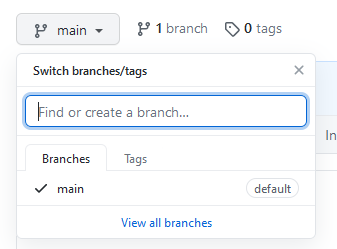 main 1 branch 0 tags
Switch branches/tags
Find or create a branch...
Branches Tags
In
main default
View all branches